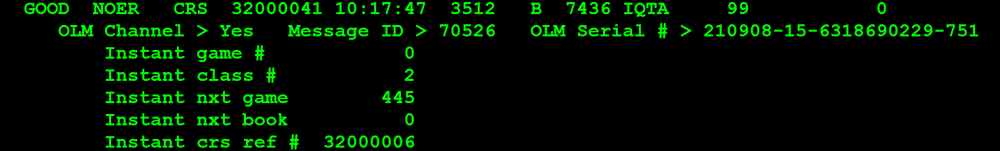 GOOD NOER CRS 32000041 10:17:47 3512 B 7436 IQTA 99 0
OLM Channel > Yes Message ID > 70526 OLM Serial # > 210908-15-6318690229-751
Instant game # 0
Instant class # 2
Instant nxt game 445
Instant nxt book 0
Instant crs ref # 32000006